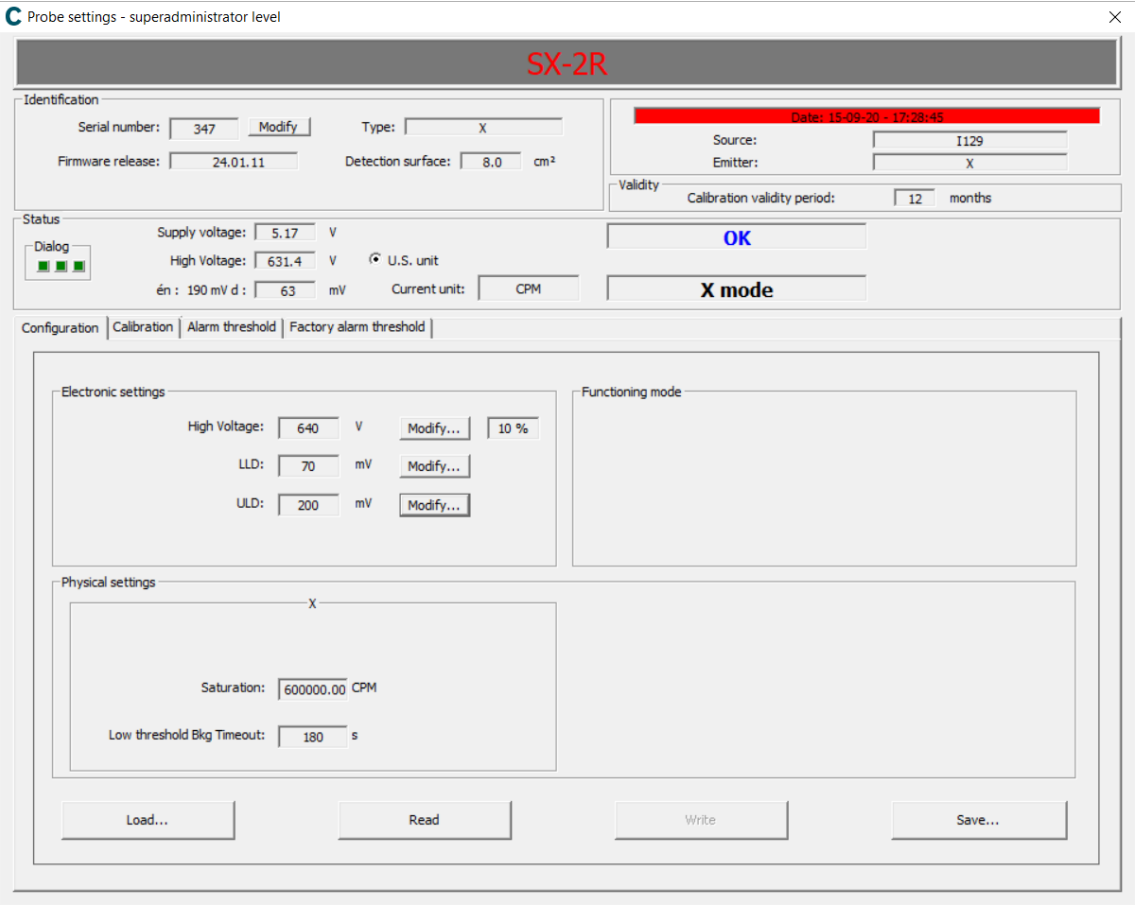 Probe settings - superadministrator level
SX-2R
Identification
Serial number: 347 Modify Type: X
Firmware release: 24.01.11 Detection surface: 8.0 cm²
Date: 15-09-20 - 17:28:45
Source: I129
Emitter: X
Validity
Calibration validity period: 12 months
Status
Dialog
Supply voltage: 5.17 V
High Voltage: 631.4 V U.S. unit
én : 190 mV d : 63 mV Current unit: CPM
OK
X mode
Configuration Calibration Alarm threshold Factory alarm threshold
Electronic settings
High Voltage: 640 V Modify... 10 %
LLD: 70 mV Modify...
ULD: 200 mV Modify...
Functioning mode
Physical settings
X
Saturation: 600000.00 CPM
Low threshold Bkg Timeout: 180 s
Load... Read Write Save...